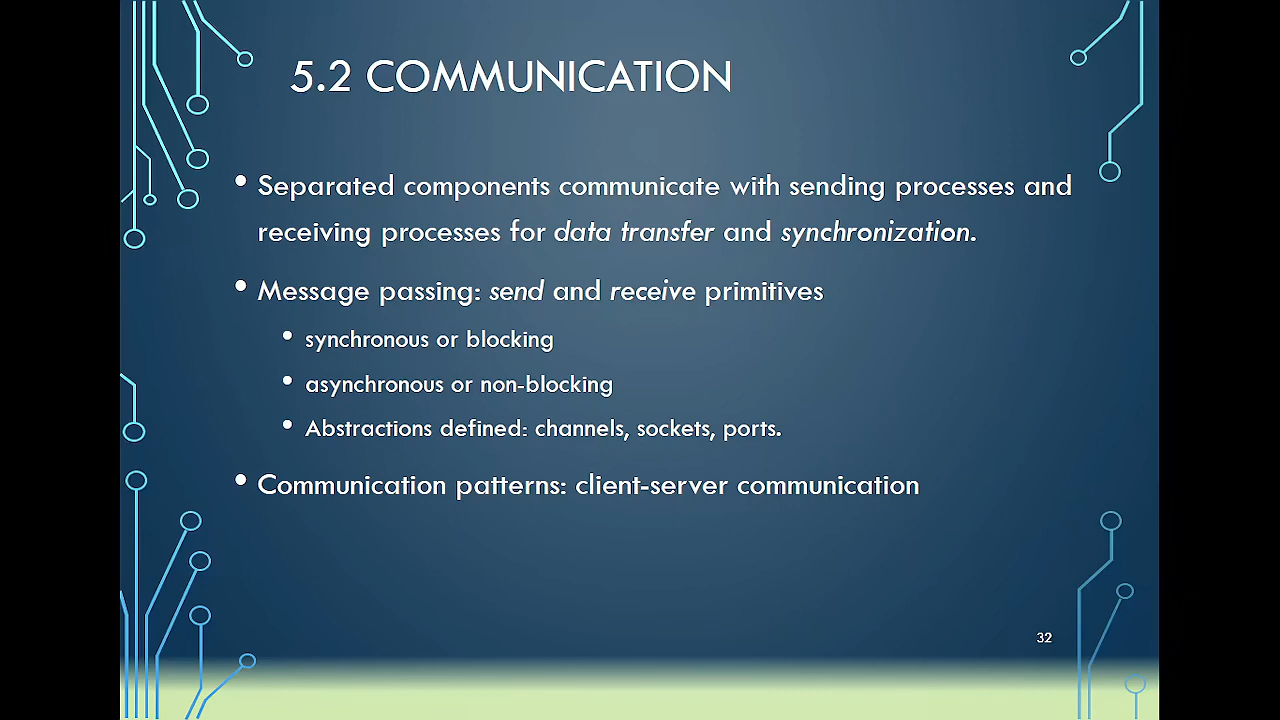 5.2 COMMUNICATION
• Separated components communicate with sending processes and
receiving processes for data transfer and synchronization.
• Message passing: send and receive primitives
• synchronous or blocking
• asynchronous or non-blocking
• Abstractions defined: channels, sockets, ports.
• Communication patterns: client-server communication
32